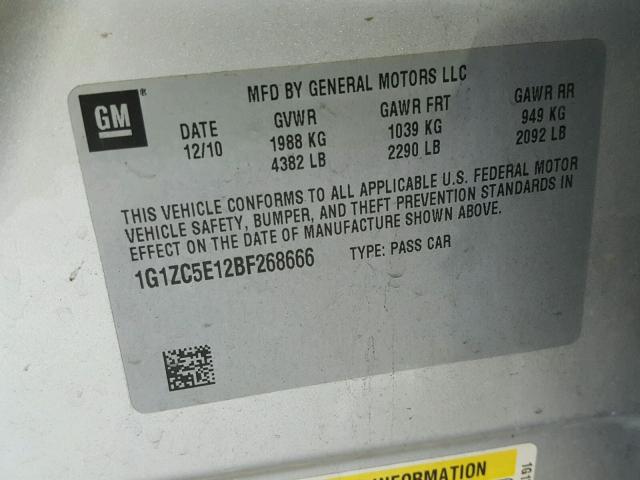 GM ®
MFD BY GENERAL MOTORS LLC
DATE GVWR GAWR FRT GAWR RR
12/10 1988 KG 1039 KG 949 KG
4382 LB 2290 LB 2092 LB
THIS VEHICLE CONFORMS TO ALL APPLICABLE U.S. FEDERAL MOTOR
VEHICLE SAFETY, BUMPER, AND THEFT PREVENTION STANDARDS IN
EFFECT ON THE DATE OF MANUFACTURE SHOWN ABOVE.
1G1ZC5E12BF268666 TYPE: PASS CAR
INFORMATION